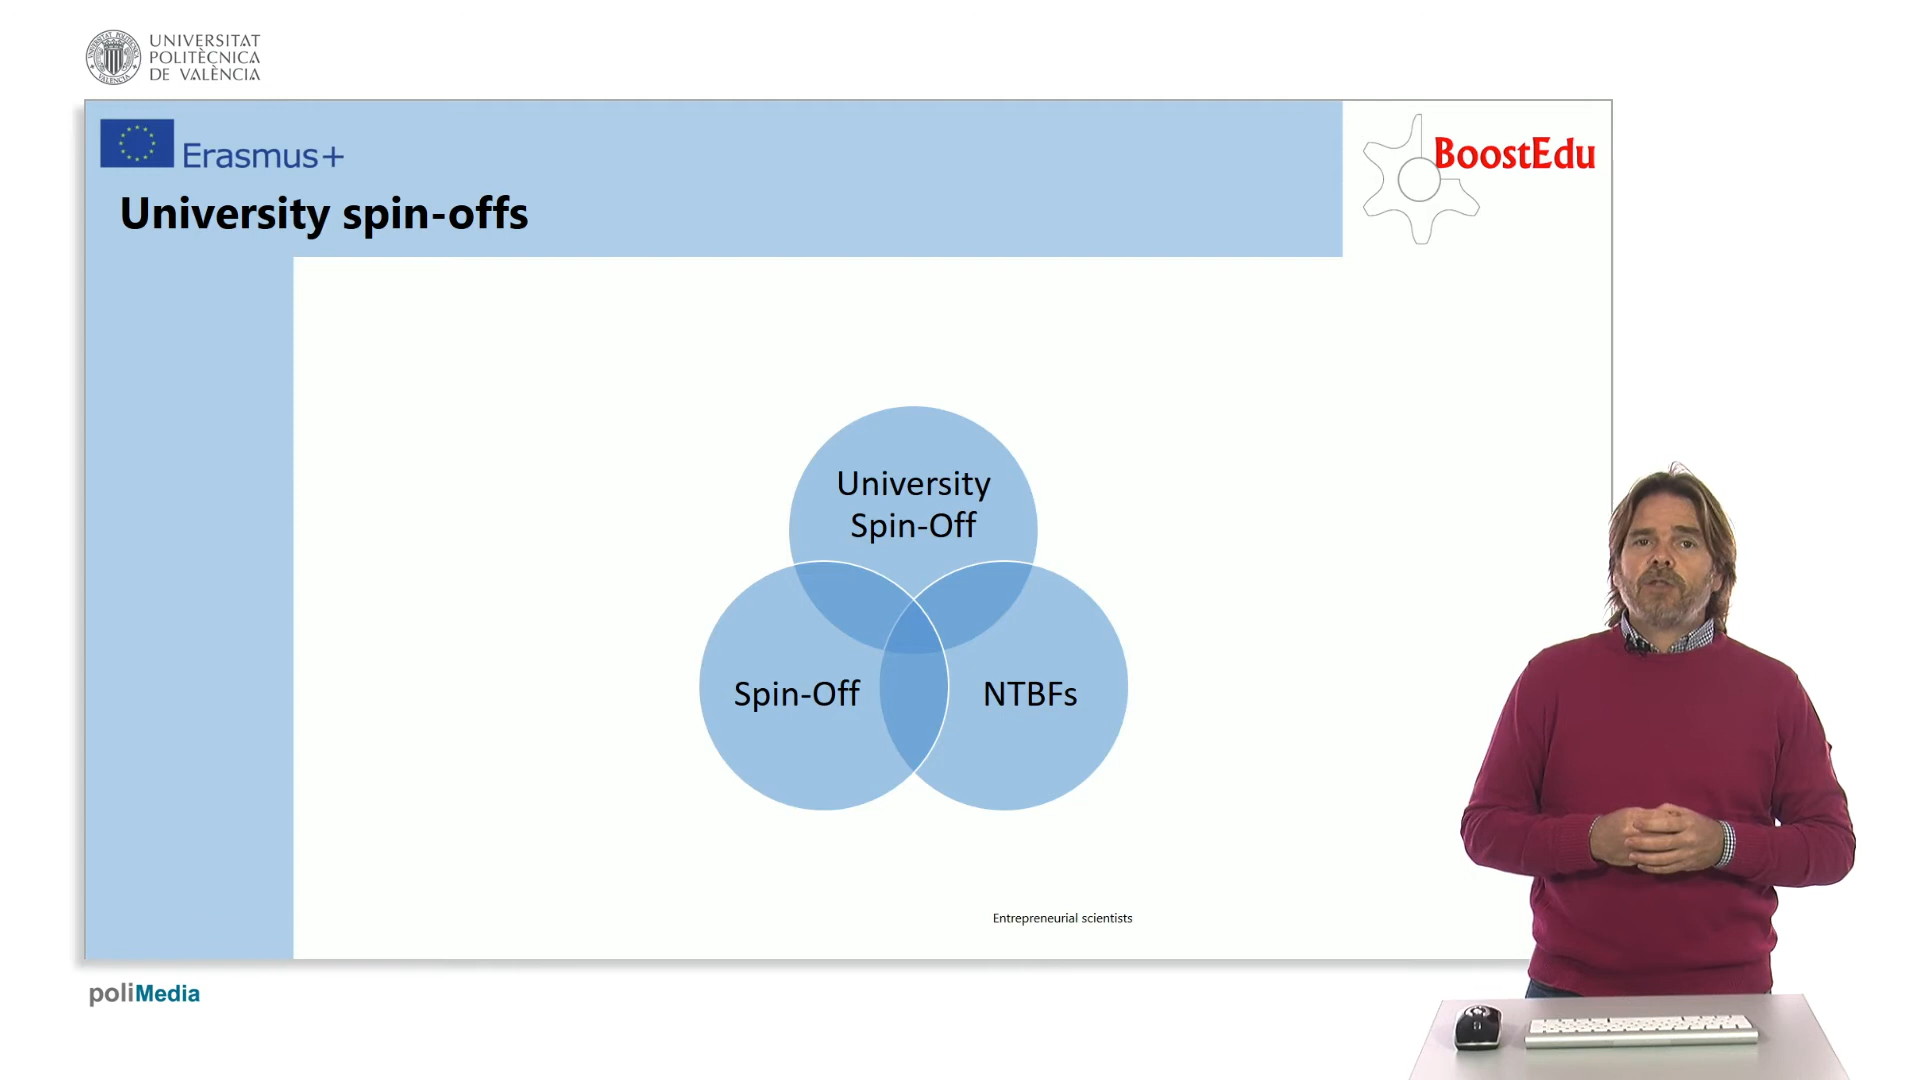 UNIVERSITAT
POLITÈCNICA
DE VALÈNCIA
Erasmus+
BoostEdu
University spin-offs
University
Spin-Off
Spin-Off
NTBFs
Entrepreneurial scientists
poliMedia